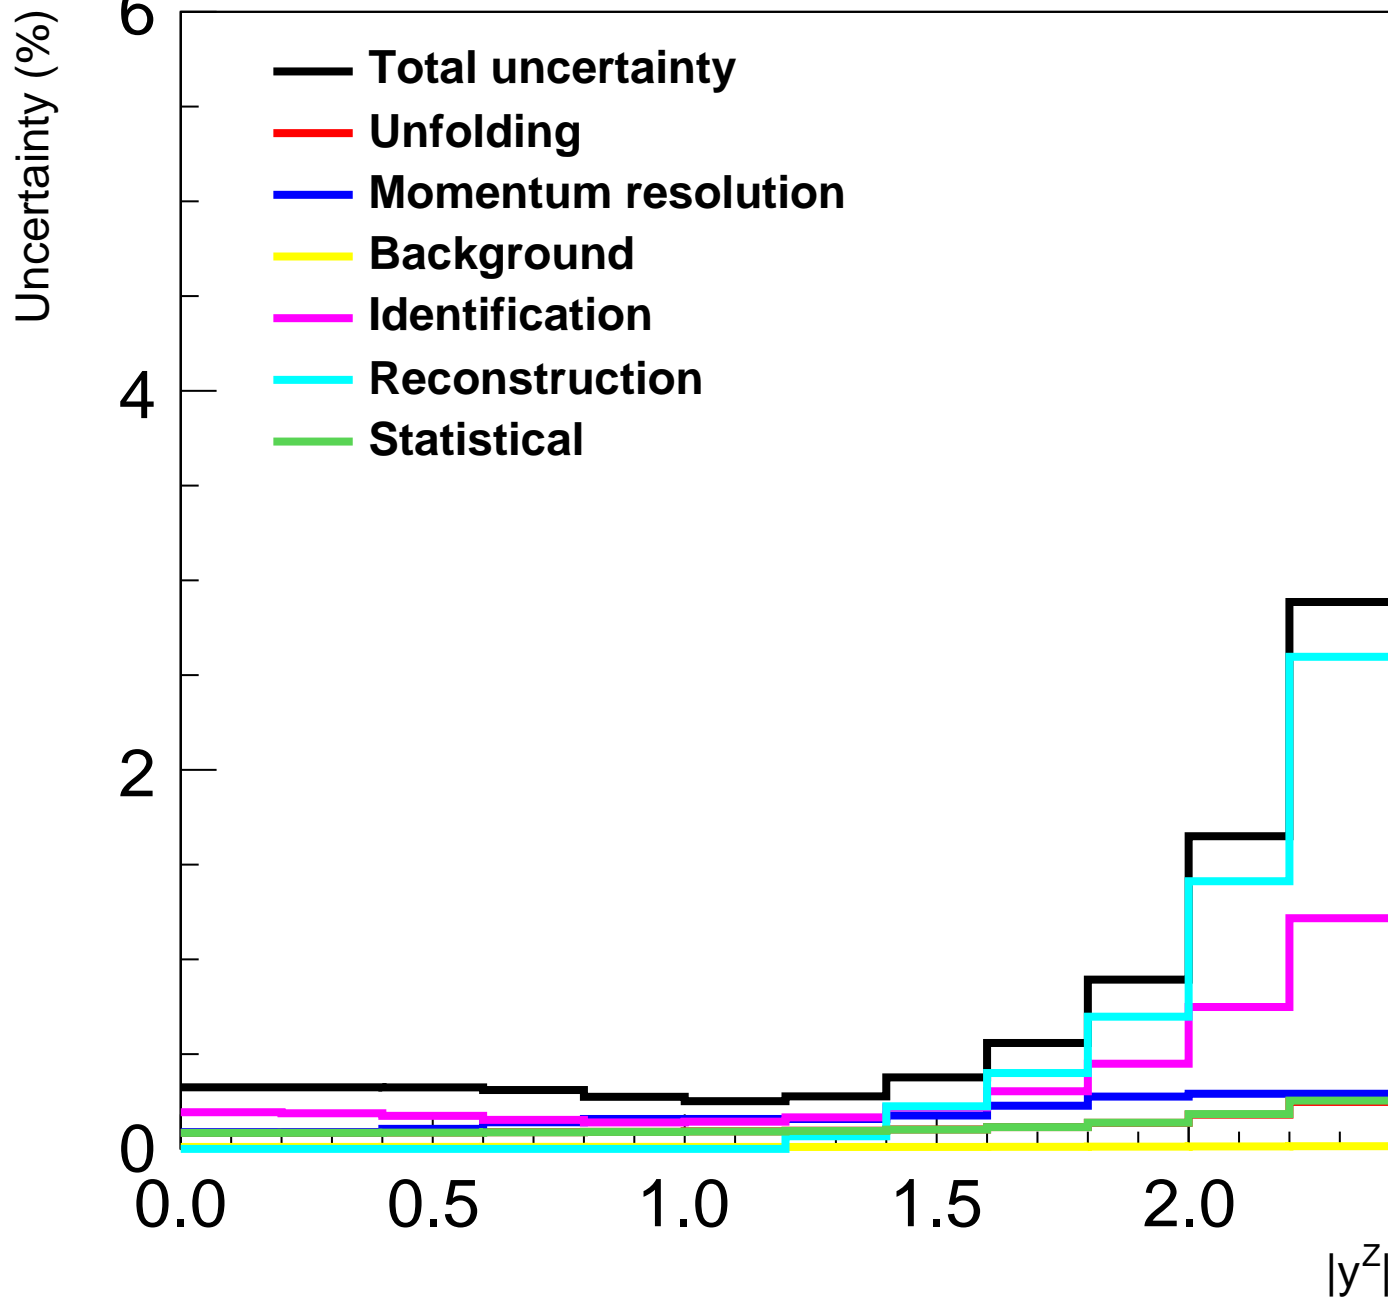 Uncertainty (%)
6
4
2
0
Total uncertainty
Unfolding
Momentum resolution
Background
Identification
Reconstruction
Statistical
0.0 0.5 1.0 1.5 2.0
|y^Z|